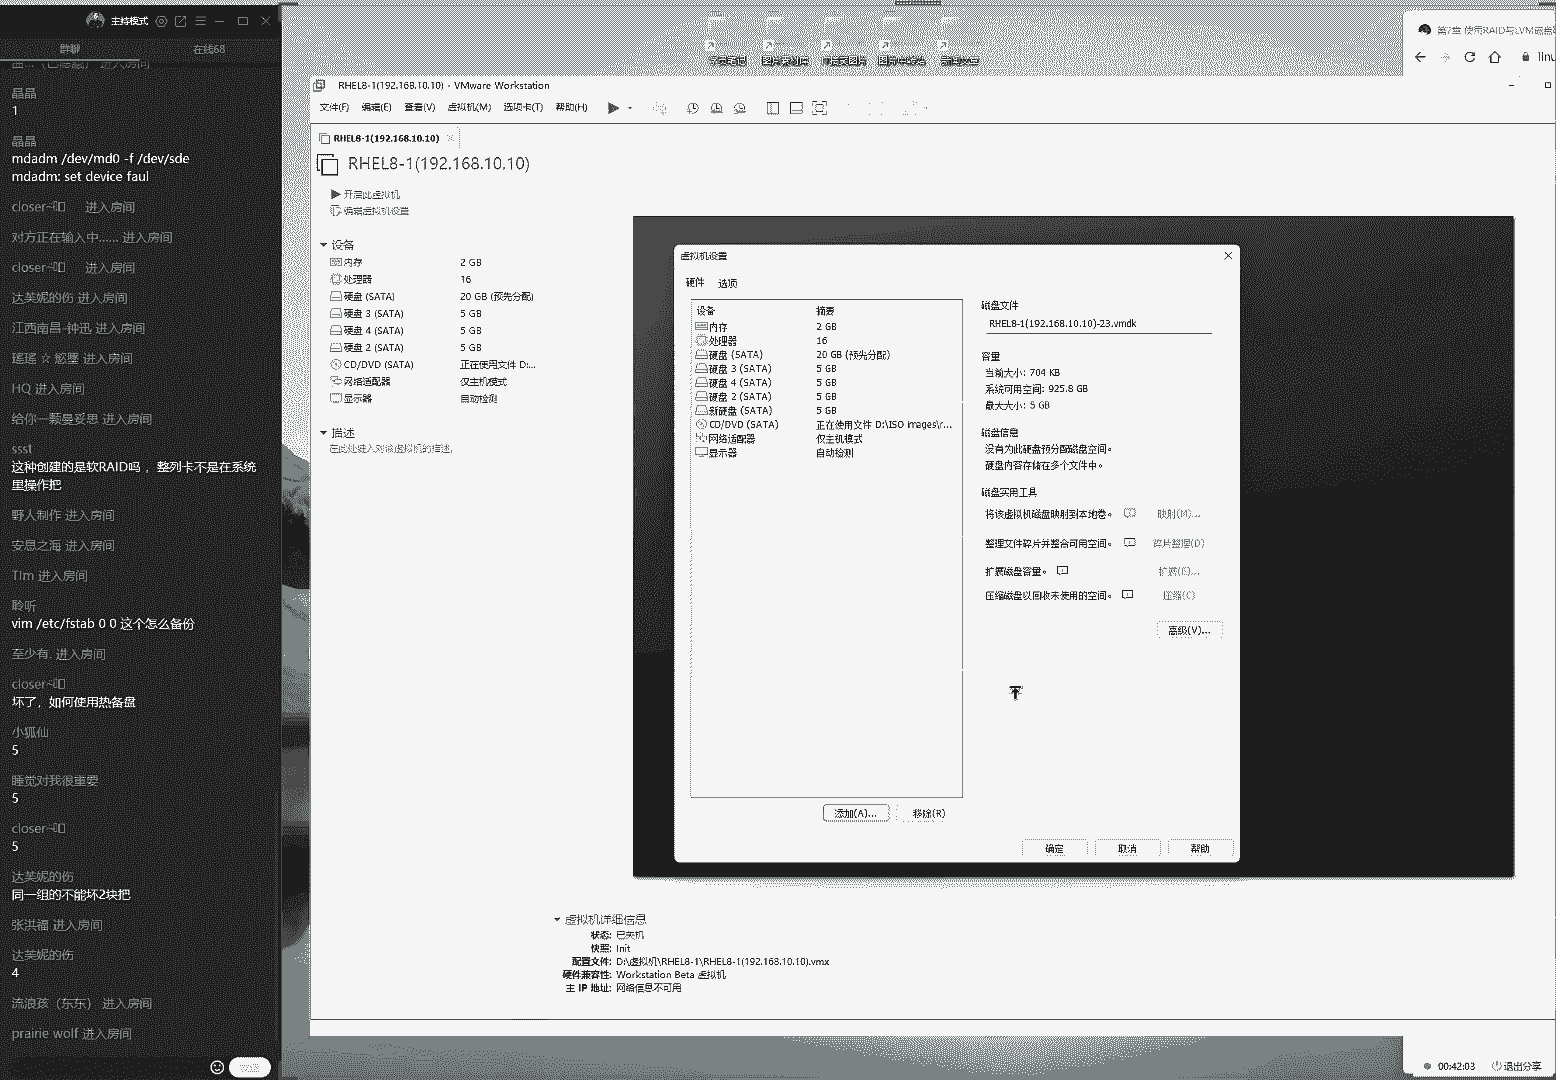 主持模式
群聊
在线68
晶晶
1
晶晶
mdadm /dev/md0 -f /dev/sde
mdadm: set device faul
closer~ 进入房间
对方正在输入中...... 进入房间
closer~ 进入房间
达芙妮的伤 进入房间
江西南昌-钟迅 进入房间
瑶瑶 ☆ 慾墨 进入房间
HQ 进入房间
给你一颗曼妥思 进入房间
ssst
这种创建的是软RAID吗 ，整列卡不是在系统
里操作把
野人制作 进入房间
安息之海 进入房间
Tim 进入房间
聆听
vim /etc/fstab 0 0 这个怎么备份
至少有. 进入房间
closer~
坏了，如何使用热备盘
小狐仙
5
睡觉对我很重要
5
closer~
5
达芙妮的伤
同一组的不能坏2块把
张洪福 进入房间
达芙妮的伤
4
流浪孩（东东） 进入房间
prairie wolf 进入房间
RHEL8-1(192.168.10.10) - VMware Workstation
文件(F) 编辑(E) 查看(V) 虚拟机(M) 选项卡(T) 帮助(H)
RHEL8-1(192.168.10.10)
RHEL8-1(192.168.10.10)
开启此虚拟机
编辑虚拟机设置
设备
内存 2 GB
处理器 16
硬盘 (SATA) 20 GB (预先分配)
硬盘 3 (SATA) 5 GB
硬盘 4 (SATA) 5 GB
硬盘 2 (SATA) 5 GB
CD/DVD (SATA) 正在使用文件 D:...
网络适配器 仅主机模式
显示器 自动检测
描述
在此处键入对该虚拟机的描述。
虚拟机设置
硬件 选项
设备 摘要
内存 2 GB
处理器 16
硬盘 (SATA) 20 GB (预先分配)
硬盘 3 (SATA) 5 GB
硬盘 4 (SATA) 5 GB
硬盘 2 (SATA) 5 GB
新硬盘 (SATA) 5 GB
CD/DVD (SATA) 正在使用文件 D:\ISO images\r...
网络适配器 仅主机模式
显示器 自动检测
添加(A)... 移除(R)
磁盘文件
RHEL8-1(192.168.10.10)-23.vmdk
容量
当前大小: 704 KB
系统可用空间: 925.8 GB
最大大小: 5 GB
磁盘信息
没有为此硬盘预分配磁盘空间。
硬盘内容存储在多个文件中。
磁盘实用工具
将该虚拟机磁盘映射到本地卷。 映射(M)...
整理文件碎片并整合可用空间。 碎片整理(D)
扩展磁盘容量。 扩展(E)...
压缩磁盘以回收未使用的空间。 压缩(C)
高级(V)...
确定 取消 帮助
虚拟机详细信息
状态: 已关机
快照: Init
配置文件: D:\虚拟机\RHEL8-1\RHEL8-1(192.168.10.10).vmx
硬件兼容性: Workstation Beta 虚拟机
主 IP 地址: 网络信息不可用
第7章 使用RAID与LVM磁盘
linu
00:42:03 退出分享